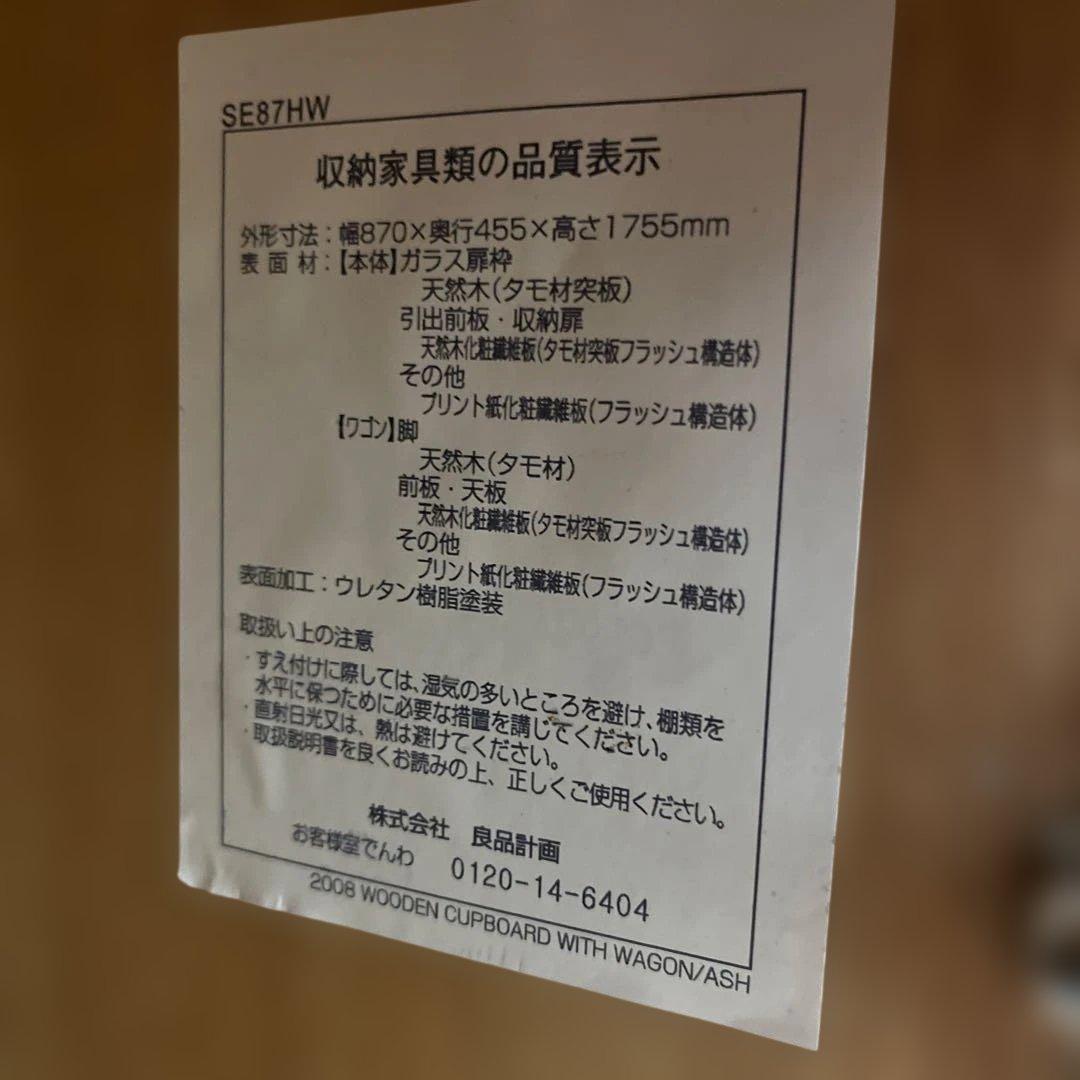 SE87HW
収納家具類の品質表示
外形寸法：幅870×奥行455×高さ1755mm
表面材：【本体】ガラス扉枠
天然木（タモ材突板）
引出前板・収納扉
天然木化粧繊維板（タモ材突板フラッシュ構造体）
その他
プリント紙化粧繊維板（フラッシュ構造体）
【ワゴン】脚
天然木（タモ材）
前板・天板
天然木化粧繊維板（タモ材突板フラッシュ構造体）
その他
プリント紙化粧繊維板（フラッシュ構造体）
表面加工：ウレタン樹脂塗装
取扱い上の注意
・すえ付けに際しては、湿気の多いところを避け、棚類を
水平に保つために必要な措置を講じてください。
・直射日光又は、熱は避けてください。
・取扱説明書を良くお読みの上、正しくご使用ください。
株式会社 良品計画
お客様室でんわ 0120-14-6404
2008 WOODEN CUPBOARD WITH WAGON/ASH